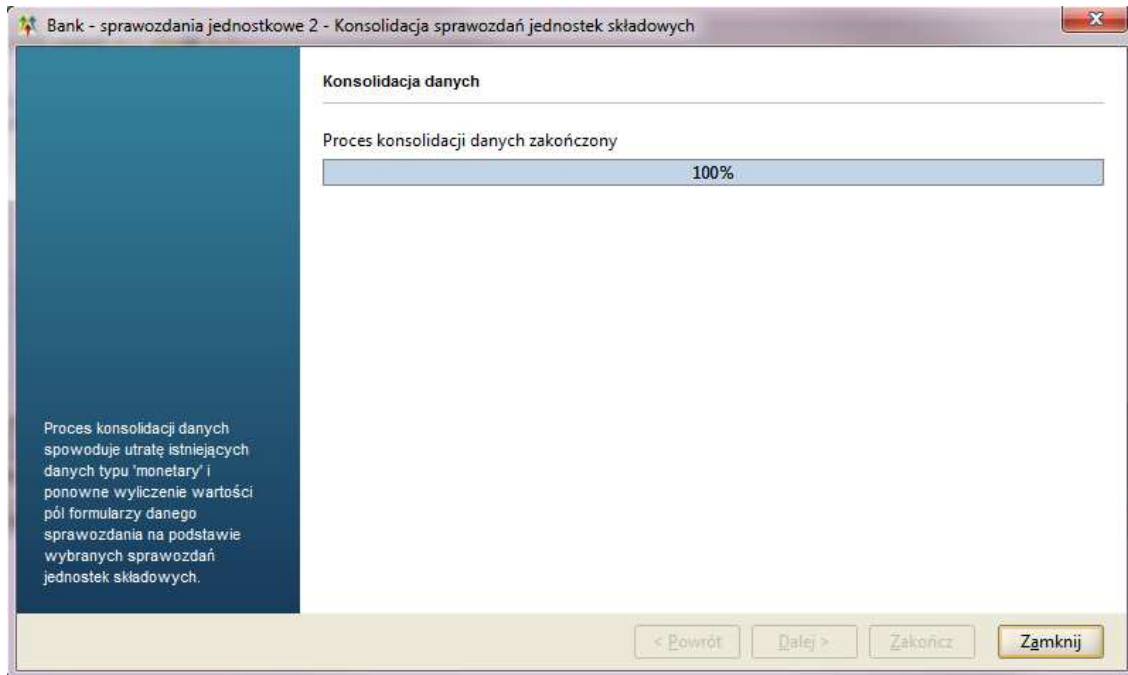 Bank - sprawozdania jednostkowe 2 - Konsolidacja sprawozdań jednostek składowych
Konsolidacja danych
Proces konsolidacji danych zakończony
100%
Proces konsolidacji danych
spowoduje utratę istniejących
danych typu 'monetary' i
ponowne wyliczenie wartości
pól formularzy danego
sprawozdania na podstawie
wybranych sprawozdań
jednostek składowych.
< Powrót Dalej > Zakończ Zamknij